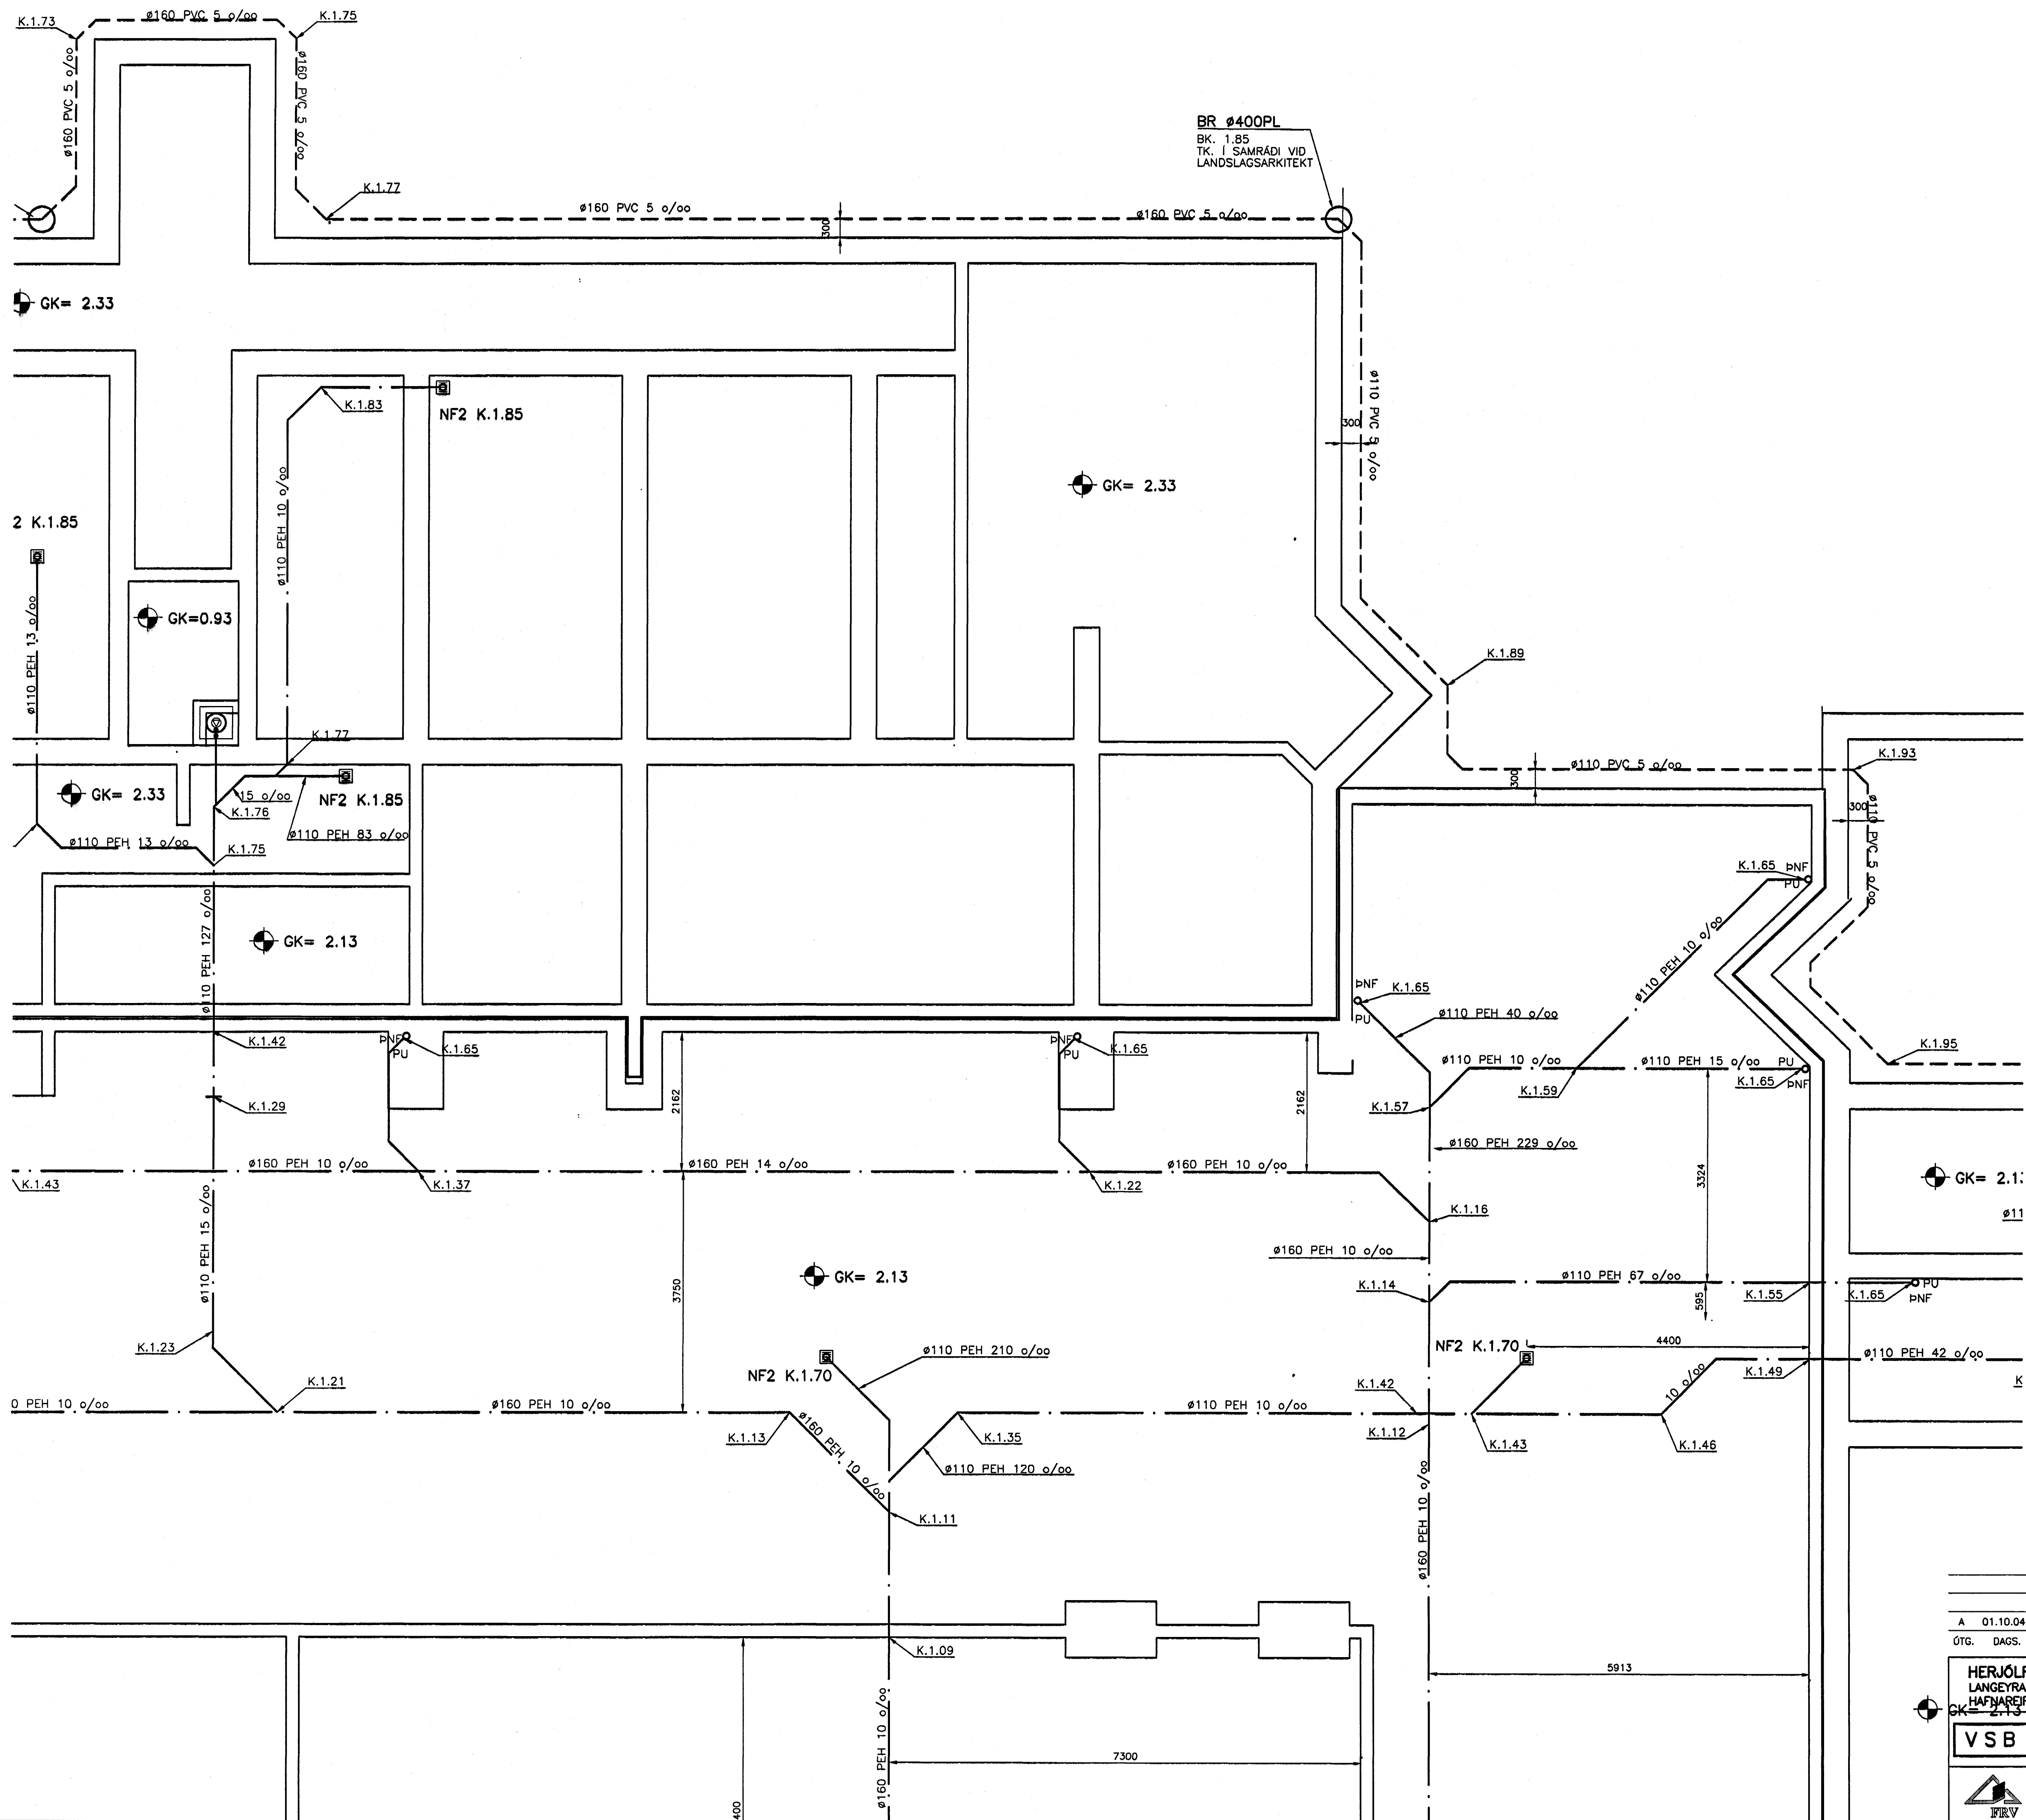 K.1.73
ø160 PVC 5 o/oo
K.1.75
ø160 PVC 5 o/oo
ø160 PVC 5 o/oo
K.1.77
BR ø400PL
BK. 1.85
TK. Í SAMRÁDI VID
LANDSLAGSARKITEKT
ø160 PVC 5 o/oo
300
ø160 PVC 5 o/oo
GK= 2.33
K.1.83
NF2 K.1.85
ø110 PVC 5 o/oo
300
ø110 PEH 10 o/oo
GK= 2.33
2 K.1.85
ø110 PEH 13 o/oo
GK=0.93
K.1.89
K.1.77
K.1.93
ø110 PVC 5 o/oo
300
GK= 2.33
15 o/oo
NF2 K.1.85
K.1.76
ø110 PEH 83 o/oo
300
ø110 PVC 5 o/oo
ø110 PEH 13 o/oo
K.1.75
K.1.65
ÞNF
PU
ø110 PEH 127 o/oo
GK= 2.13
ø110 PEH 10 o/oo
ÞNF
K.1.65
PU
ø110 PEH 40 o/oo
K.1.42
ÞNF
PU
K.1.65
ÞNF
PU
K.1.65
K.1.95
ø110 PEH 10 o/oo
ø110 PEH 15 o/oo
PU
K.1.65
ÞNF
K.1.59
K.1.29
2162
2162
K.1.57
ø160 PEH 229 o/oo
ø160 PEH 10 o/oo
ø160 PEH 14 o/oo
ø160 PEH 10 o/oo
K.1.43
K.1.37
K.1.22
3324
GK= 2.1
K.1.16
ø11
ø110 PEH 15 o/oo
ø160 PEH 10 o/oo
GK= 2.13
3750
ø110 PEH 67 o/oo
K.1.14
K.1.55
K.1.65
PU
ÞNF
595
K.1.23
NF2 K.1.70
ø110 PEH 210 o/oo
NF2 K.1.70
4400
ø110 PEH 42 o/oo
K.1.49
K
K.1.21
K.1.42
10 o/oo
0 PEH 10 o/oo
ø160 PEH 10 o/oo
ø110 PEH 10 o/oo
K.1.13
K.1.35
K.1.12
K.1.43
K.1.46
ø160 PEH 10 o/oo
ø110 PEH 120 o/oo
K.1.11
ø160 PEH 10 o/oo
K.1.09
A 01.10.04
ÚTG. DAGS.
5913
HERJÓLF
LANGEYRA
HAFNARFIR
GK= 2.13
VSB
ø160 PEH 10 o/oo
7300
400
FRV